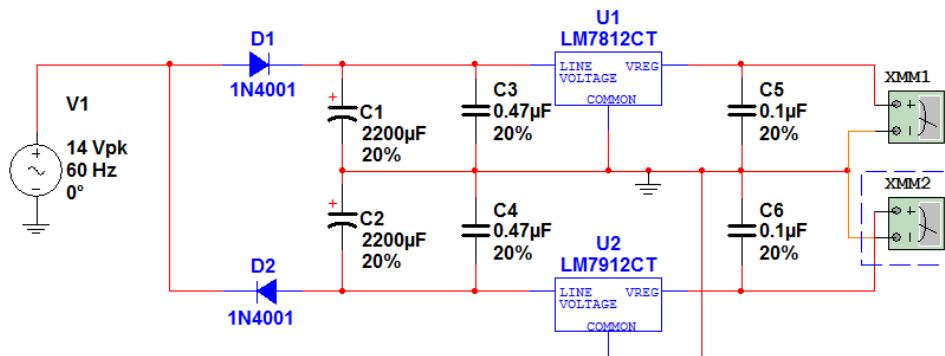 U1
LM7812CT
D1
1N4001
LINE VREG
VOLTAGE
COMMON
XMM1
V1
14 Vpk
60 Hz
0°
+
C1
2200µF
20%
C3
0.47µF
20%
C5
0.1µF
20%
XMM2
+
C2
2200µF
20%
C4
0.47µF
20%
C6
0.1µF
20%
U2
LM7912CT
D2
1N4001
LINE VREG
VOLTAGE
COMMON